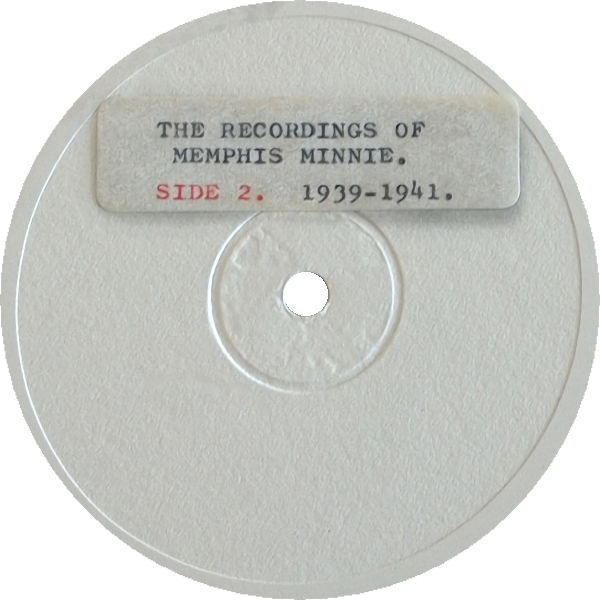 THE RECORDINGS OF
MEMPHIS MINNIE.
SIDE 2. 1939-1941.